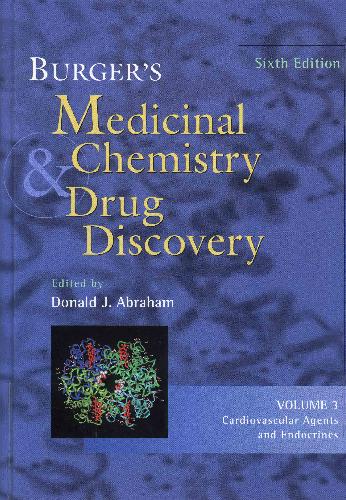 Sixth Edition
BURGER'S
Medicinal
& Chemistry
Drug
Discovery
Edited by
Donald J. Abraham
VOLUME 3
Cardiovascular Agents
and Endocrines